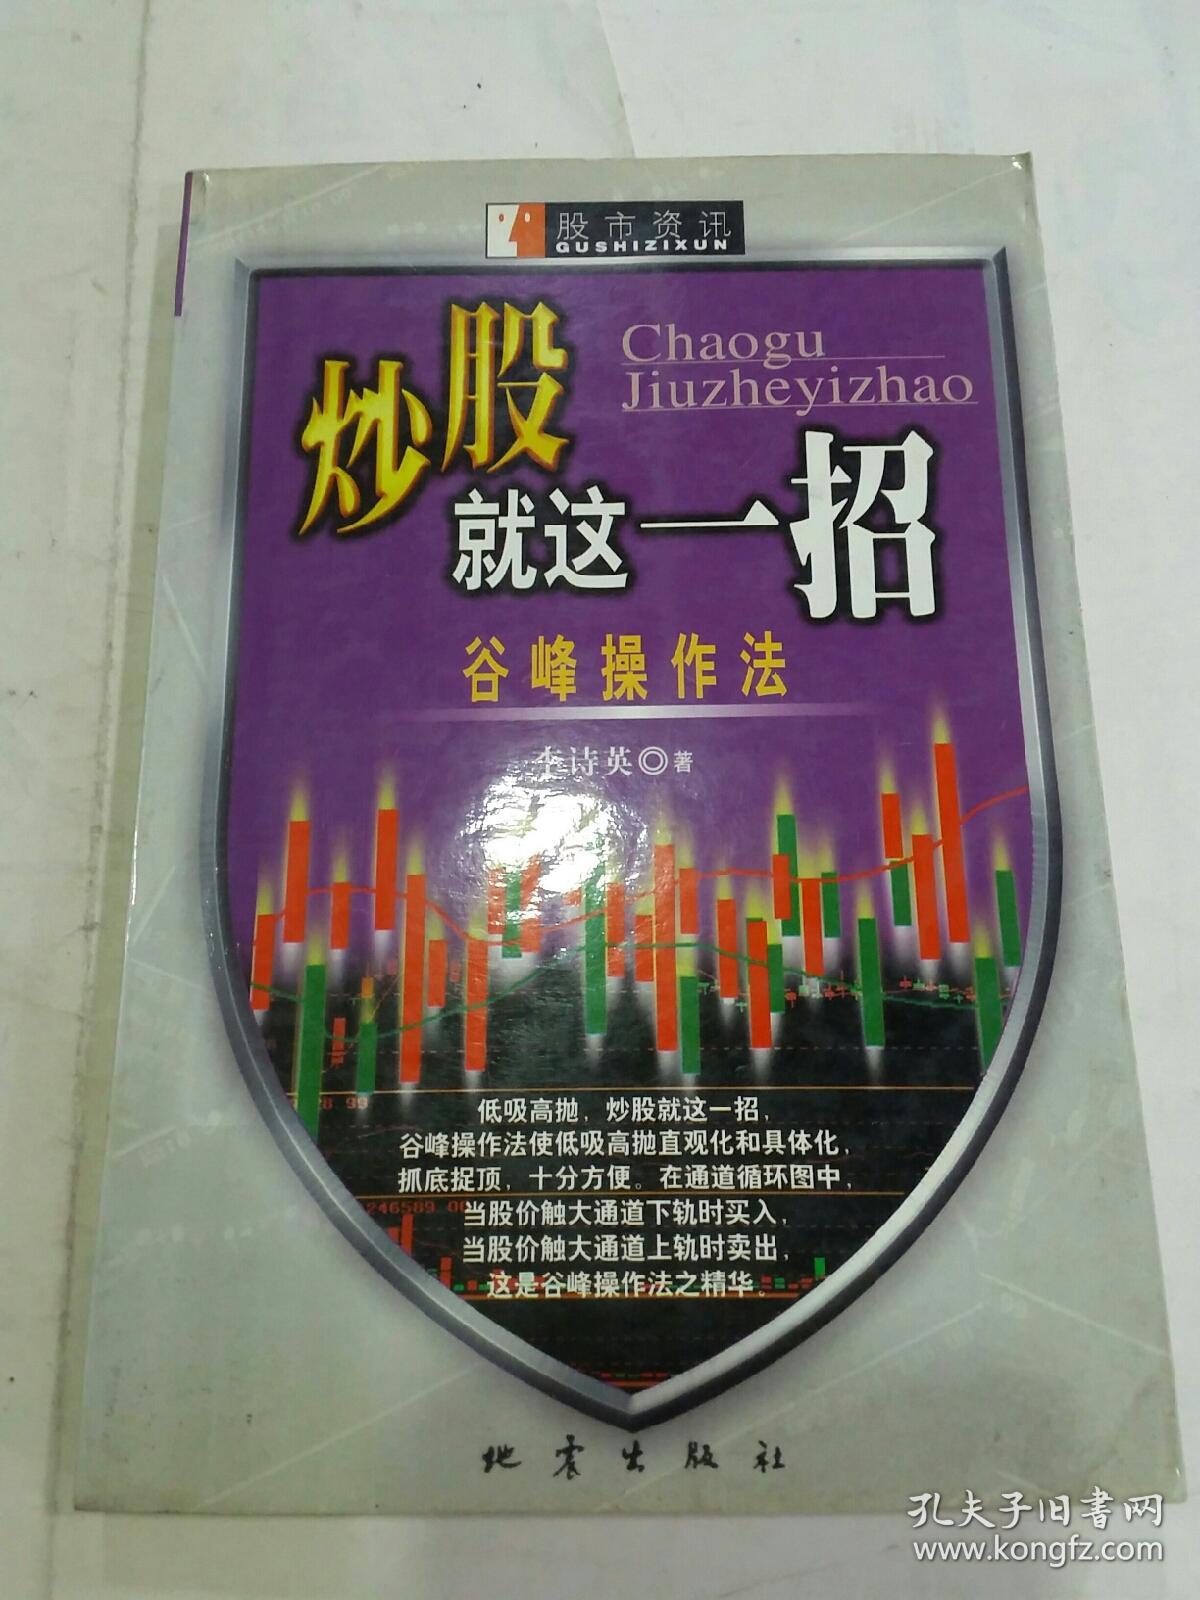 股市资讯
GUSHIZIXUN
Chaogu
Jiuzheyizhao
炒股
就这一招
谷峰操作法
李诗英◎著
28 99
246589 00
低吸高抛，炒股就这一招，
谷峰操作法使低吸高抛直观化和具体化，
抓底捉顶，十分方便。在通道循环图中，
当股价触大通道下轨时买入，
当股价触大通道上轨时卖出，
这是谷峰操作法之精华。
地震出版社
孔夫子旧书网
www.kongfz.com